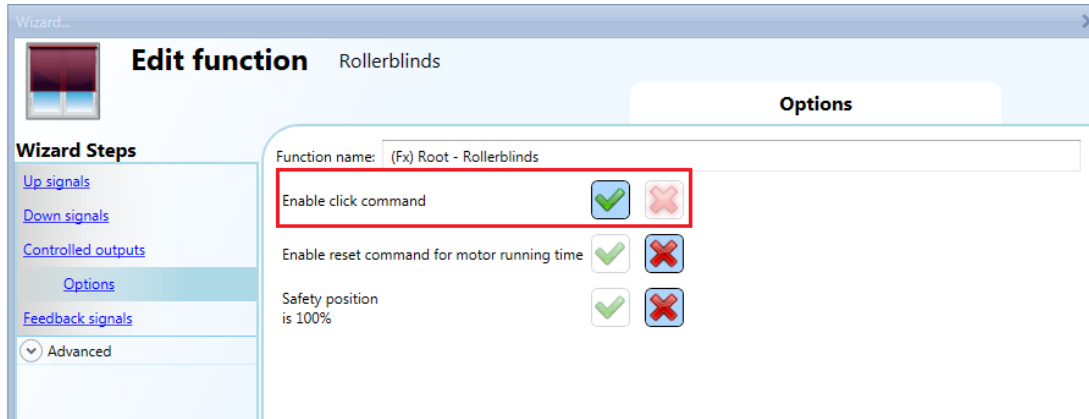 Wizard...
Edit function Rollerblinds
Options
Wizard Steps
Up signals
Down signals
Controlled outputs
Options
Feedback signals
Advanced
Function name: (Fx) Root - Rollerblinds
Enable click command
Enable reset command for motor running time
Safety position
is 100%